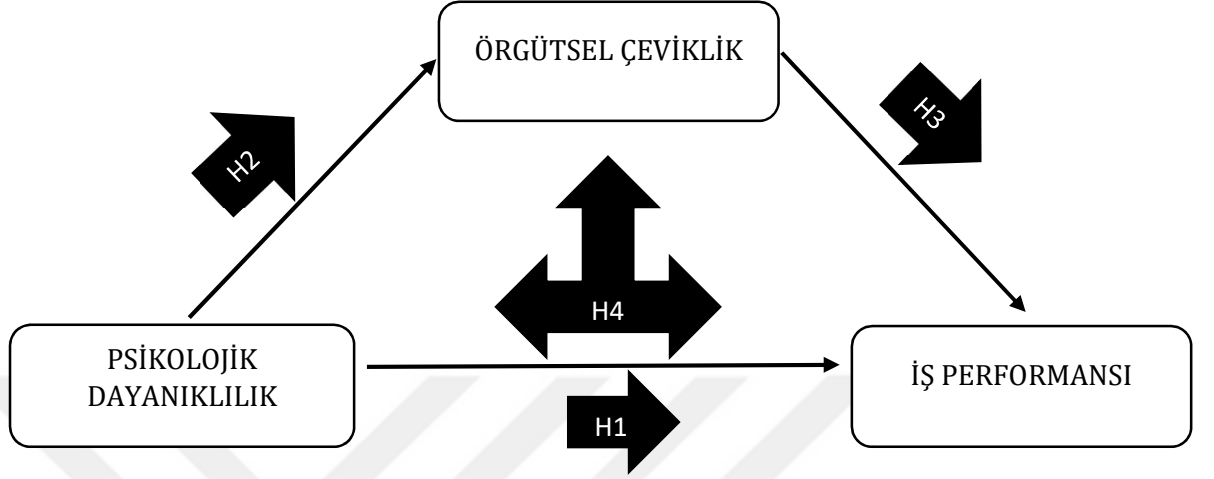 ÖRGÜTSEL ÇEVİKLİK
H2
H3
H4
PSİKOLOJİK
DAYANIKLILIK
İŞ PERFORMANSI
H1